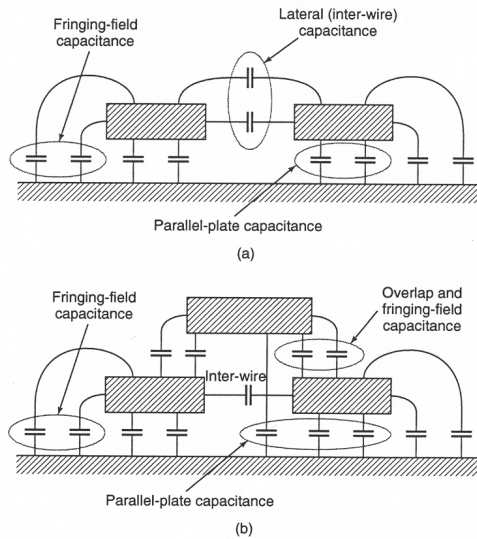 Fringing-field
capacitance
Lateral (inter-wire)
capacitance
Parallel-plate capacitance
(a)
Fringing-field
capacitance
Overlap and
fringing-field
capacitance
Inter-wire
Parallel-plate capacitance
(b)